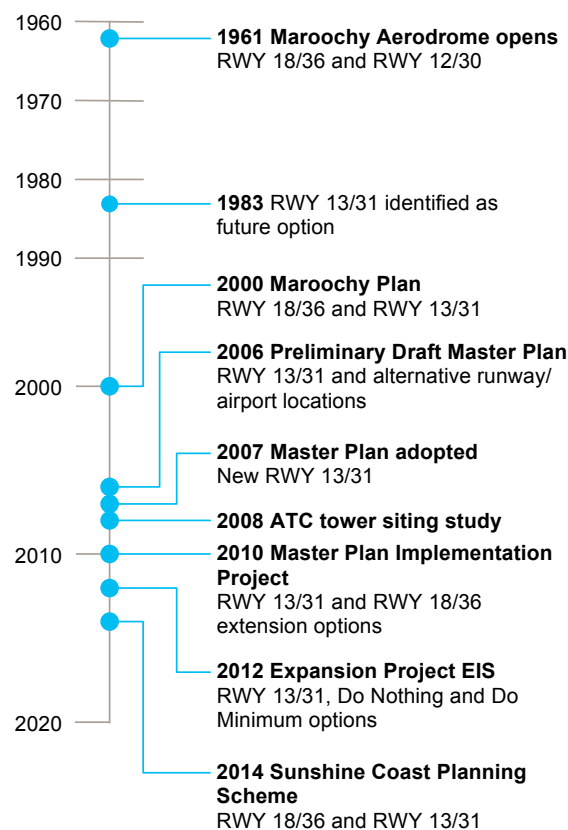 1960
1961 Maroochy Aerodrome opens
RWY 18/36 and RWY 12/30
1970
1980
1983 RWY 13/31 identified as
future option
1990
2000 Maroochy Plan
RWY 18/36 and RWY 13/31
2006 Preliminary Draft Master Plan
RWY 13/31 and alternative runway/
airport locations
2000
2007 Master Plan adopted
New RWY 13/31
2008 ATC tower siting study
2010
2010 Master Plan Implementation
Project
RWY 13/31 and RWY 18/36
extension options
2012 Expansion Project EIS
RWY 13/31, Do Nothing and Do
Minimum options
2020
2014 Sunshine Coast Planning
Scheme
RWY 18/36 and RWY 13/31